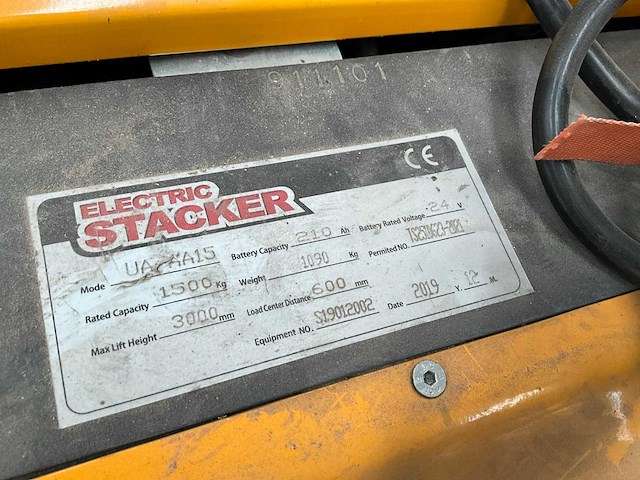 911101
CE
ELECTRIC
STACKER
Mode Battery Capacity 210 Ah Battery Rated Voltage 24 V
Rated Capacity 1500 Kg Weight 1090 Kg Permitted NO.
Max Lift Height 3000 mm Load Center Distance 600 mm
Equipment NO. S19012002 Date 2019 Y. 12 M.